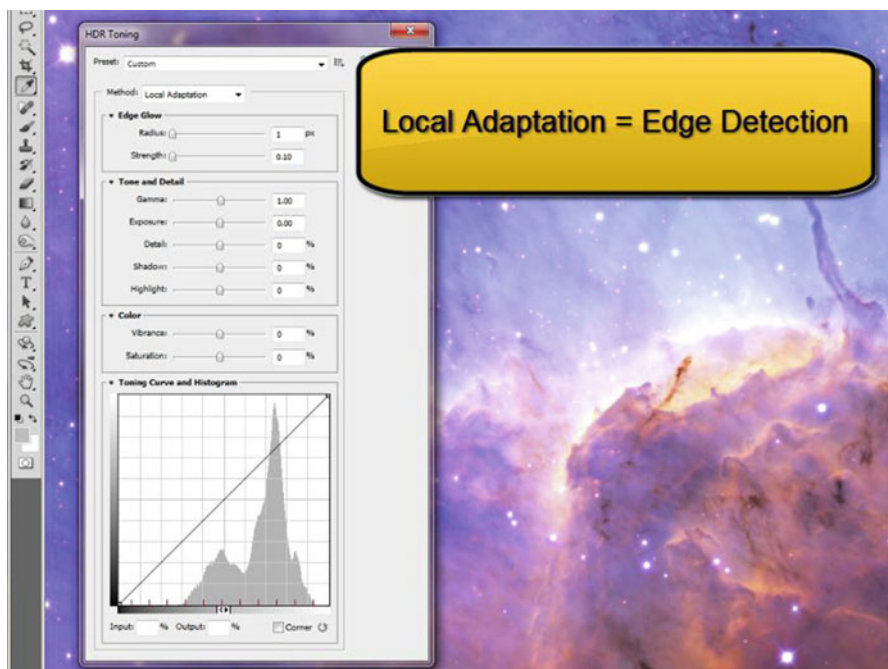 HDR Toning
Preset: Custom
Local Adaptation = Edge Detection
Method: Local Adaptation
Edge Glow
Radius: 1 px
Strength: 0.10
Tone and Detail
Gamma: 1.00
Exposure: 0.00
Detail: 0 %
Shadow: 0 %
Highlight: 0 %
Color
Vibrance: 0 %
Saturation: 0 %
Toning Curve and Histogram
Input: % Output: % Corner